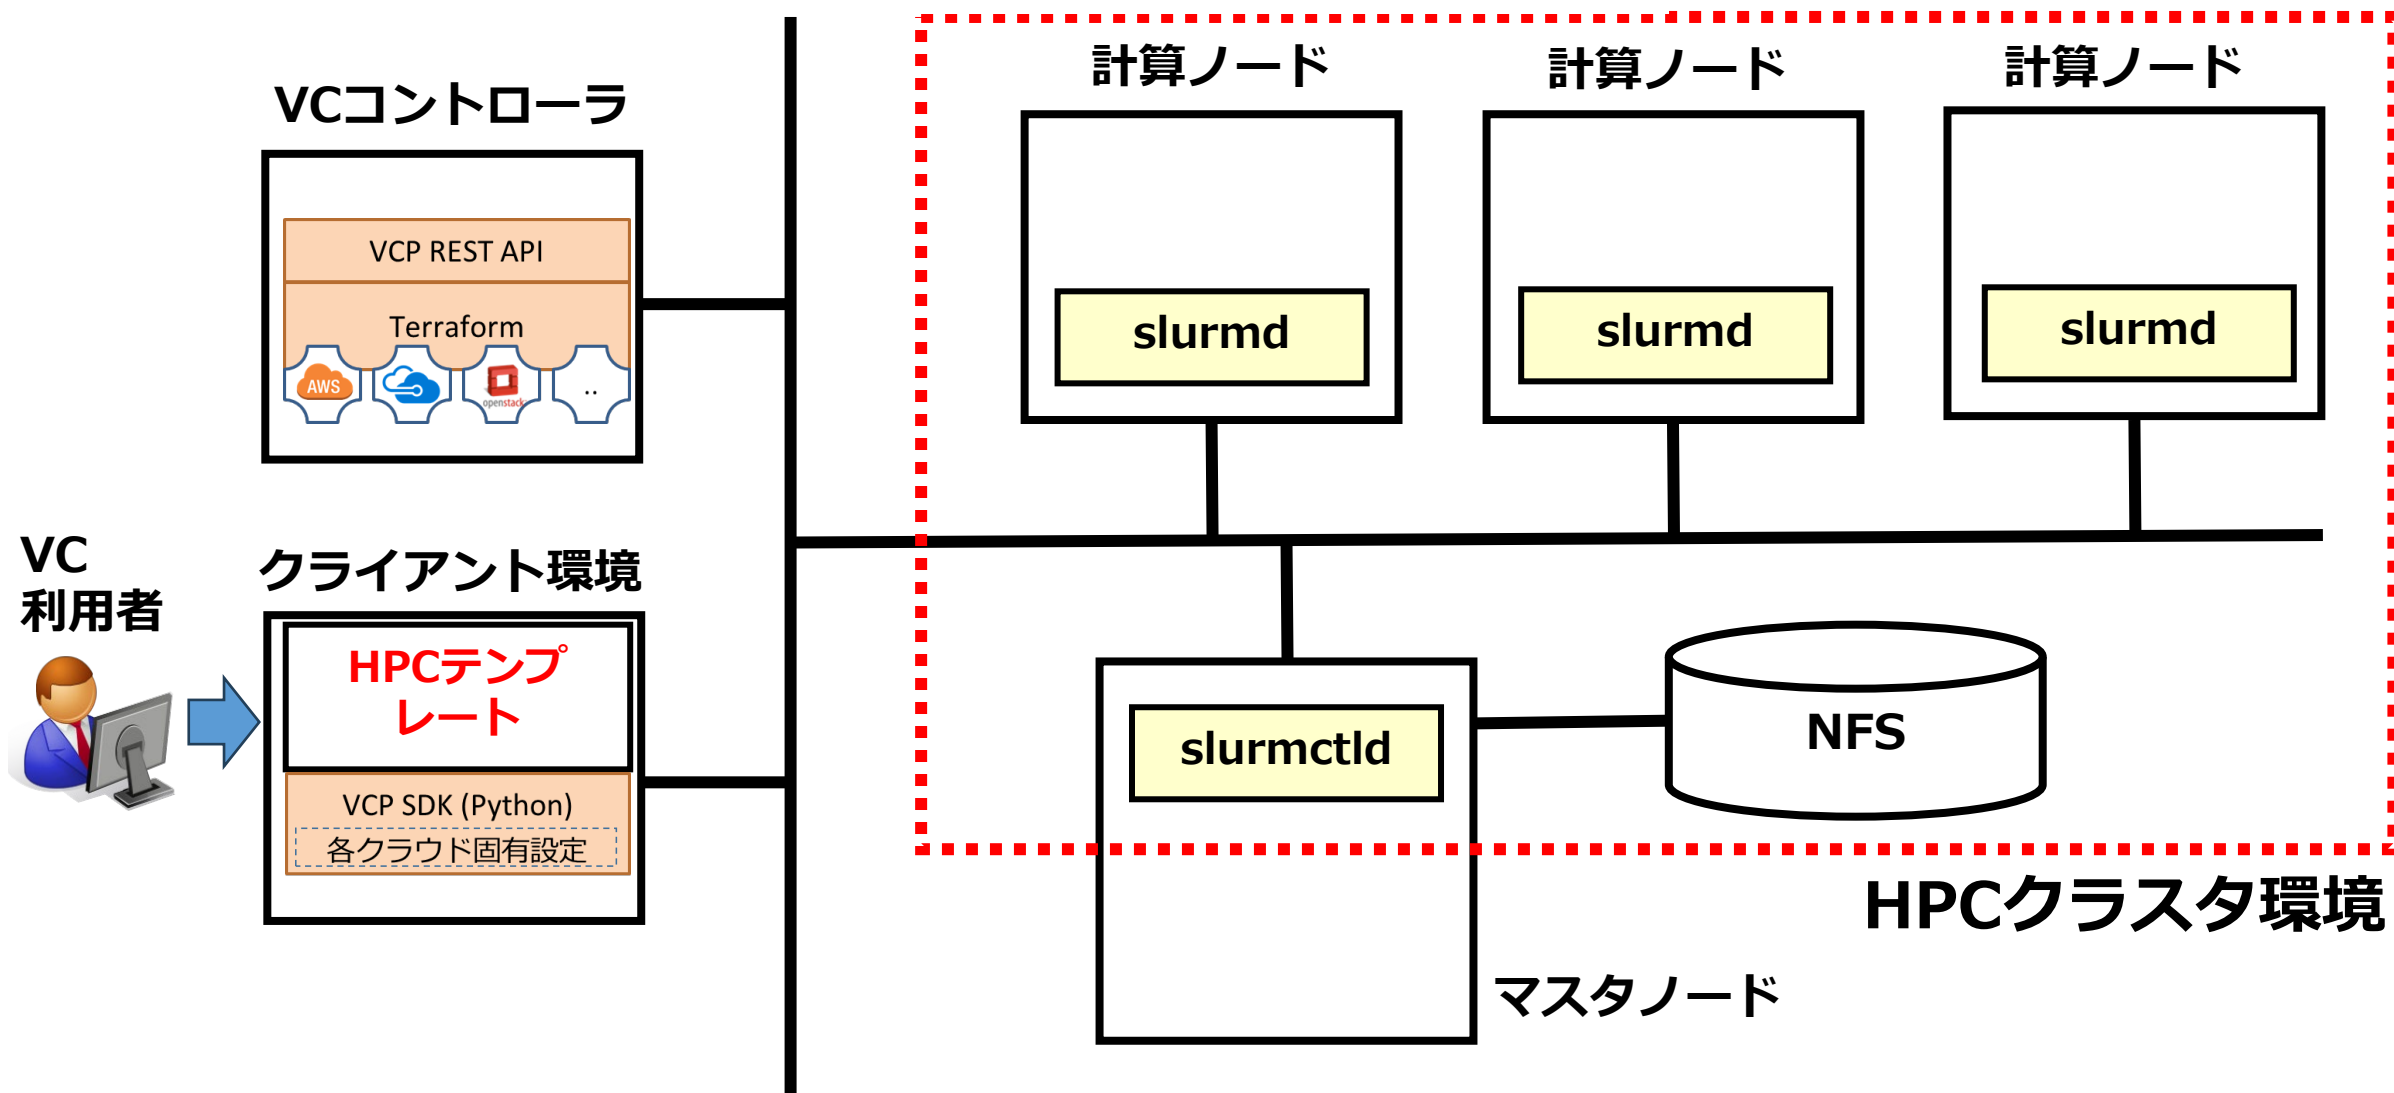 VCコントローラ
VCP REST API
Terraform
AWS
openstack
..
VC
利用者
クライアント環境
HPCテンプ
レート
VCP SDK (Python)
各クラウド固有設定
計算ノード
計算ノード
計算ノード
slurmd
slurmd
slurmd
slurmctld
NFS
HPCクラスタ環境
マスタノード